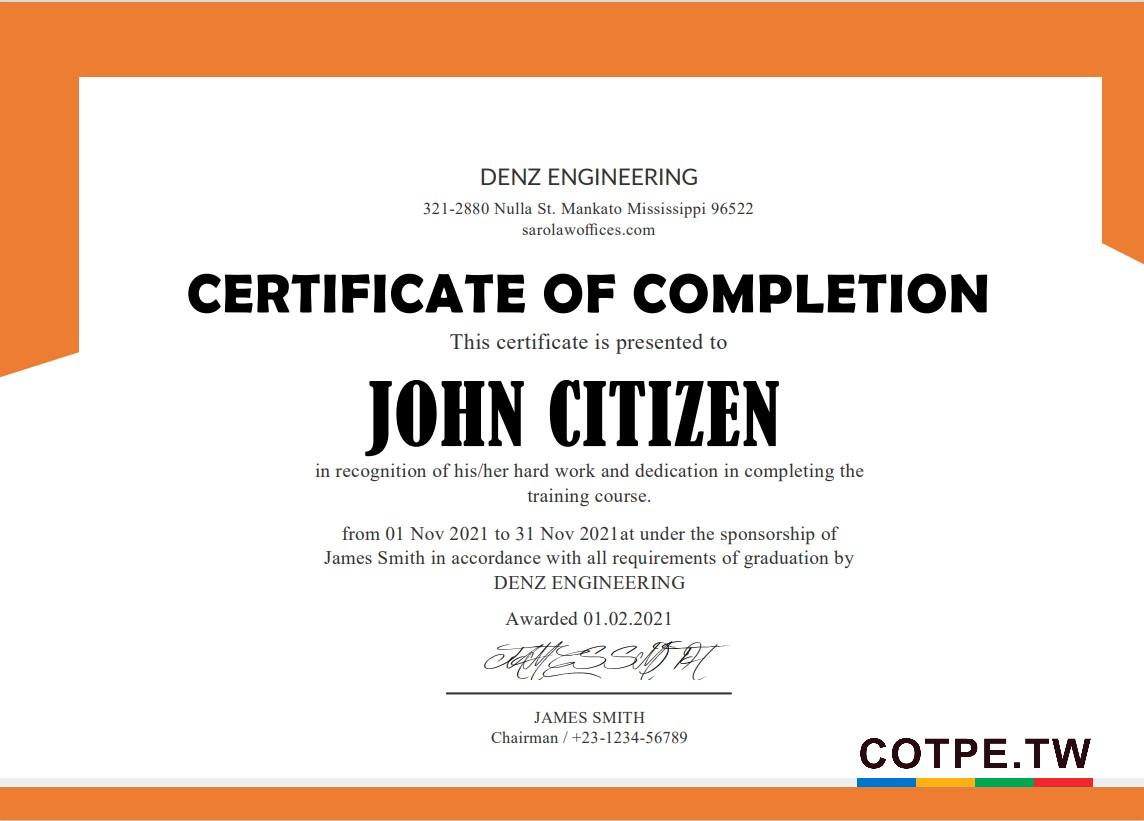 DENZ ENGINEERING
321-2880 Nulla St. Mankato Mississippi 96522
sarolawoffices.com
CERTIFICATE OF COMPLETION
This certificate is presented to
JOHN CITIZEN
in recognition of his/her hard work and dedication in completing the
training course.
from 01 Nov 2021 to 31 Nov 2021at under the sponsorship of
James Smith in accordance with all requirements of graduation by
DENZ ENGINEERING
Awarded 01.02.2021
JAMES SMITH
Chairman / +23-1234-56789
COTPE.TW